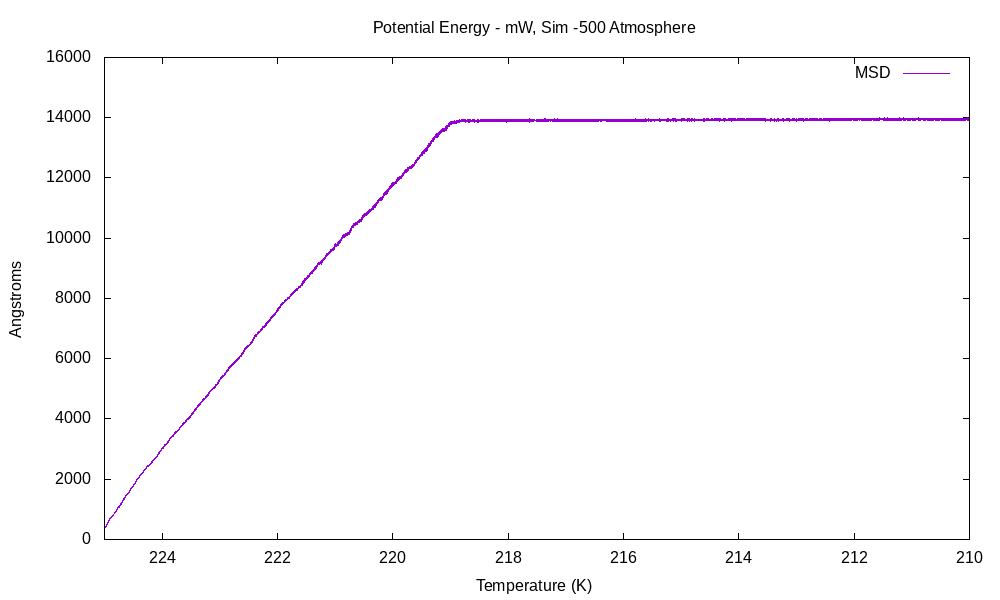 Potential Energy - mW, Sim -500 Atmosphere
MSD
16000
14000
12000
10000
8000
6000
4000
2000
0
Angstroms
224 222 220 218 216 214 212 210
Temperature (K)